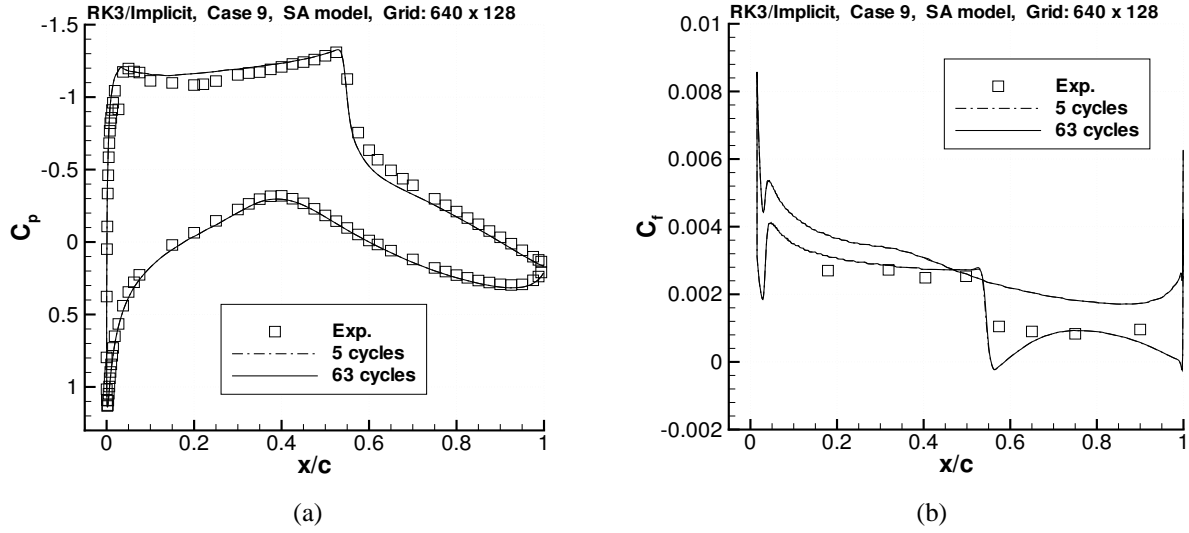 RK3/Implicit, Case 9, SA model, Grid: 640 x 128
-1.5
-1
-0.5
0
0.5
1
Cp
Exp.
5 cycles
63 cycles
0 0.2 0.4 0.6 0.8 1
x/c
(a)
RK3/Implicit, Case 9, SA model, Grid: 640 x 128
0.01
0.008
0.006
0.004
0.002
0
-0.002
Cf
Exp.
5 cycles
63 cycles
0 0.2 0.4 0.6 0.8 1
x/c
(b)